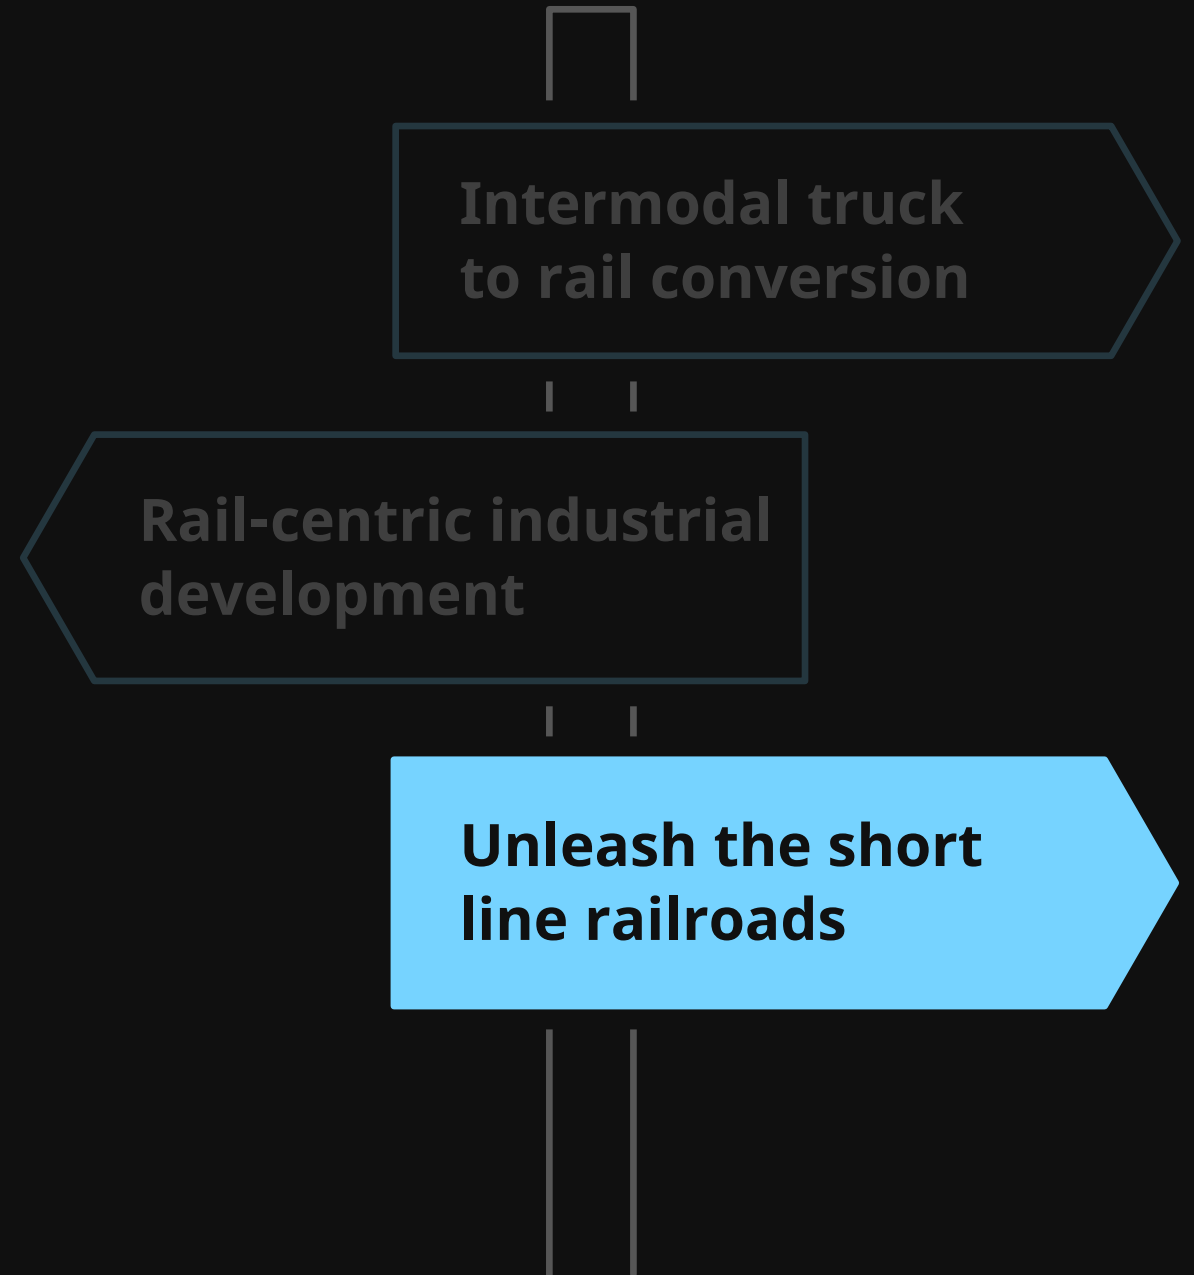 Intermodal truck
to rail conversion
Rail-centric industrial
development
Unleash the short
line railroads